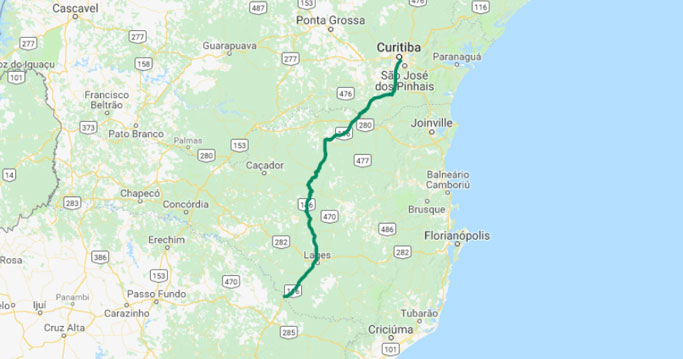 Cascavel
Ponta Grossa
376
116
277
487
Guarapuava
277
277
Curitiba
Paranaguá
oz do Iguaçu
101
São José
dos Pinhais
Francisco
Beltrão
476
373
280
Joinville
Pato Branco
Palmas
153
280
477
14
Caçador
Balneário
Camboriú
Chapecó
283
Concórdia
470
Brusque
486
Florianópolis
Erechim
282
282
386
Lages
Rosa
153
470
116
Passo Fundo
Panambi
Ijuí
Carazinho
Tubarão
Cruz Alta
285
Criciúma
101